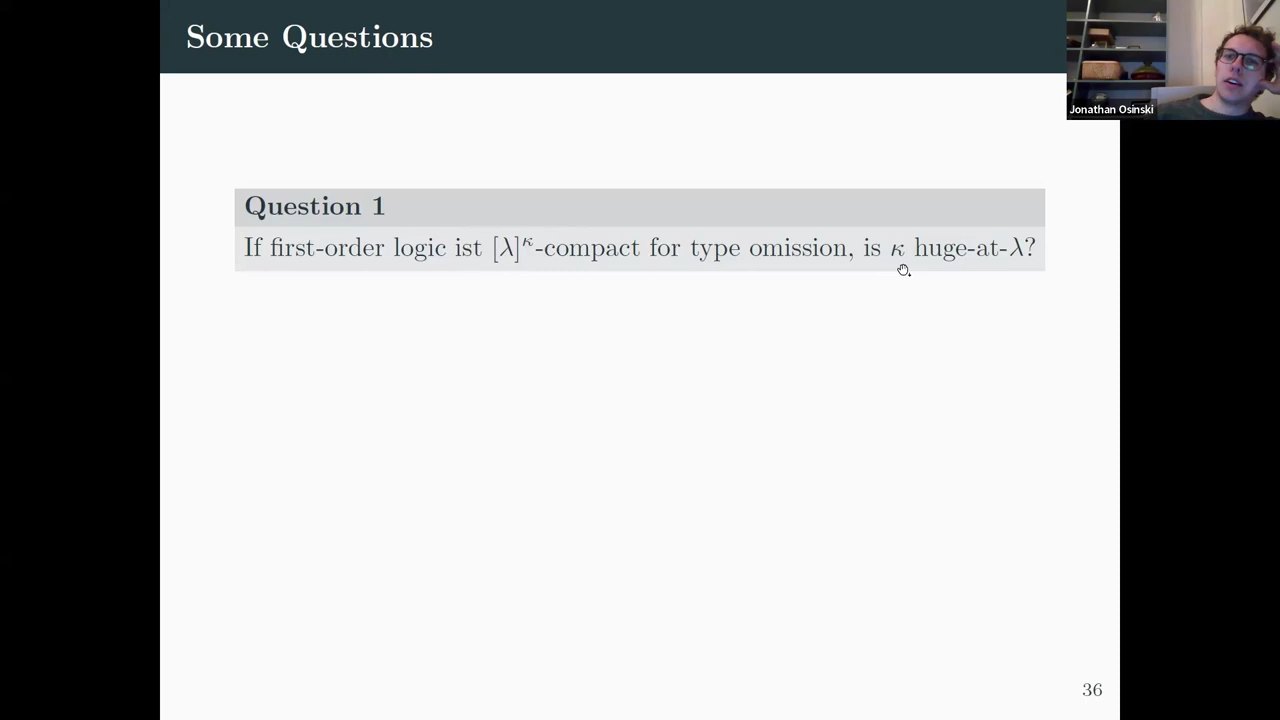 Some Questions
Jonathan Osinski
Question 1
If first-order logic ist [λ]^κ-compact for type omission, is κ huge-at-λ?
36